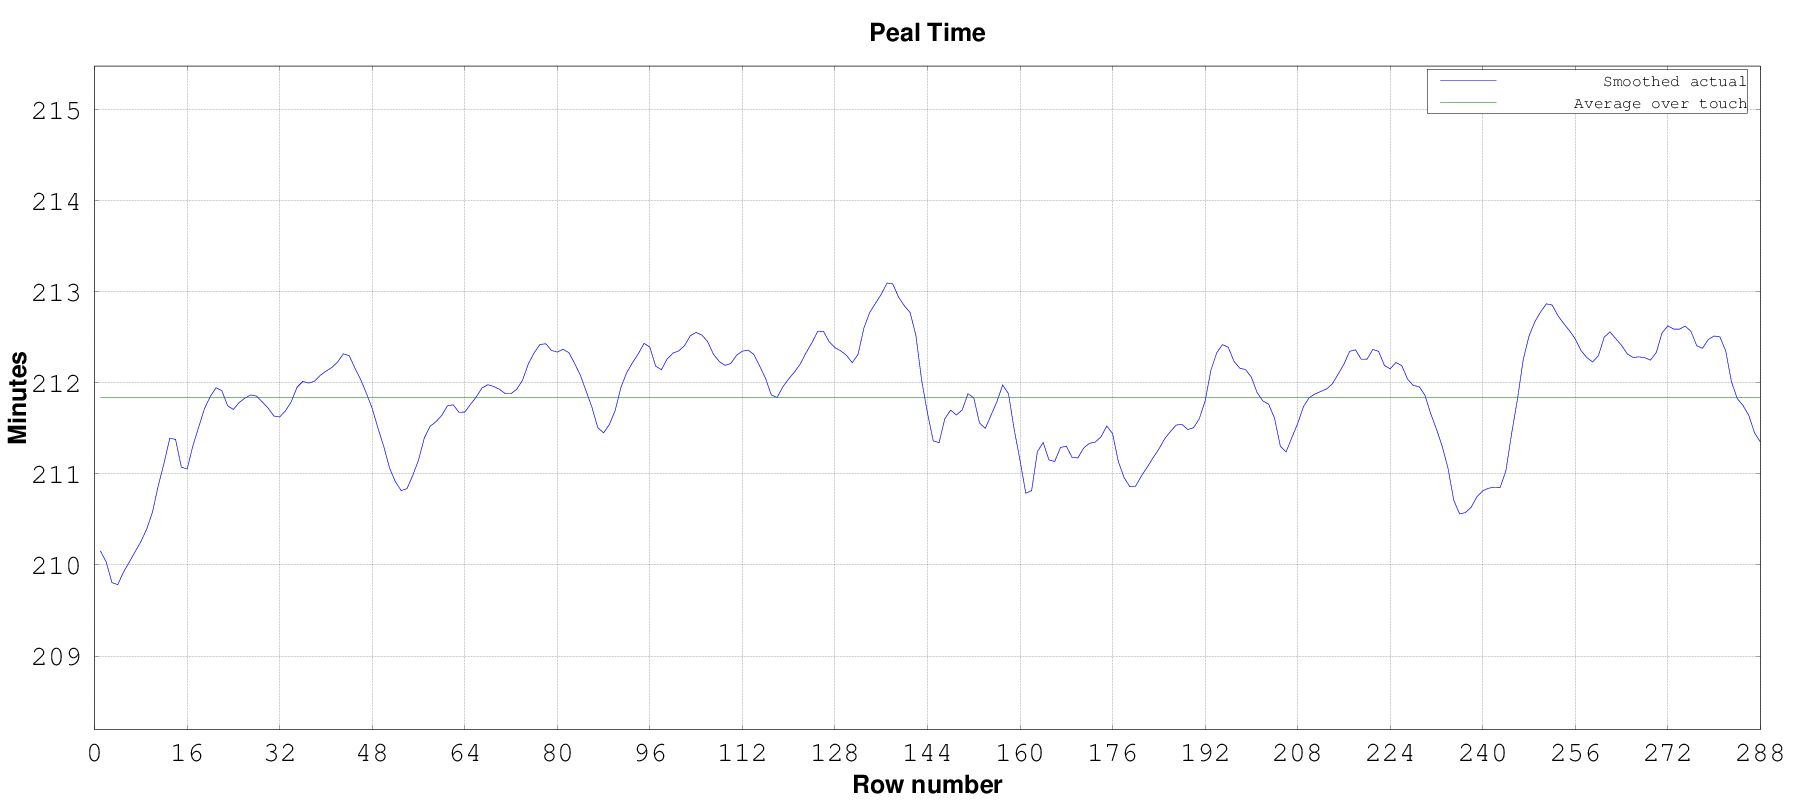 Peal Time
Smoothed actual
Average over touch
215
214
213
212
211
210
209
Minutes
0 16 32 48 64 80 96 112 128 144 160 176 192 208 224 240 256 272 288
Row number